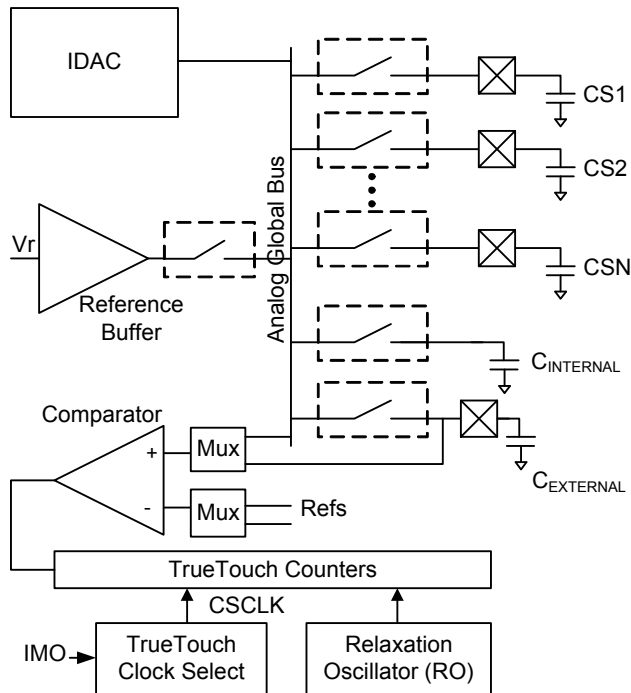 IDAC
CS1
CS2
Analog Global Bus
Vr
Reference
Buffer
CSN
CINTERNAL
Comparator
+
Mux
CEXTERNAL
-
Mux
Refs
TrueTouch Counters
CSCLK
IMO
TrueTouch
Clock Select
Relaxation
Oscillator (RO)